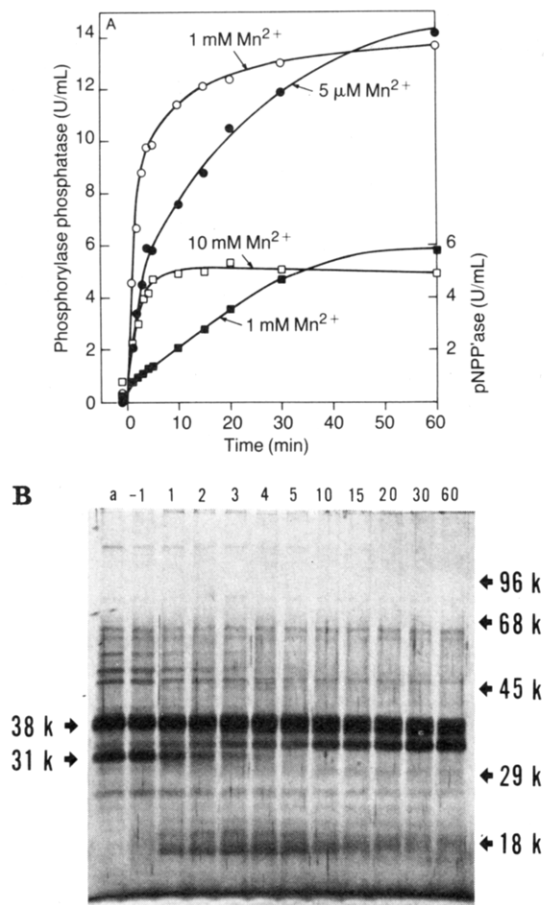 A
Phosphorylase phosphatase (U/mL)
14
12
10
8
6
4
2
0
1 mM Mn2+
5 μM Mn2+
10 mM Mn2+
1 mM Mn2+
6
4
2
pNPP'ase (U/mL)
0 10 20 30 40 50 60
Time (min)
B
a -1 1 2 3 4 5 10 15 20 30 60
96 k
68 k
45 k
38 k
31 k
29 k
18 k